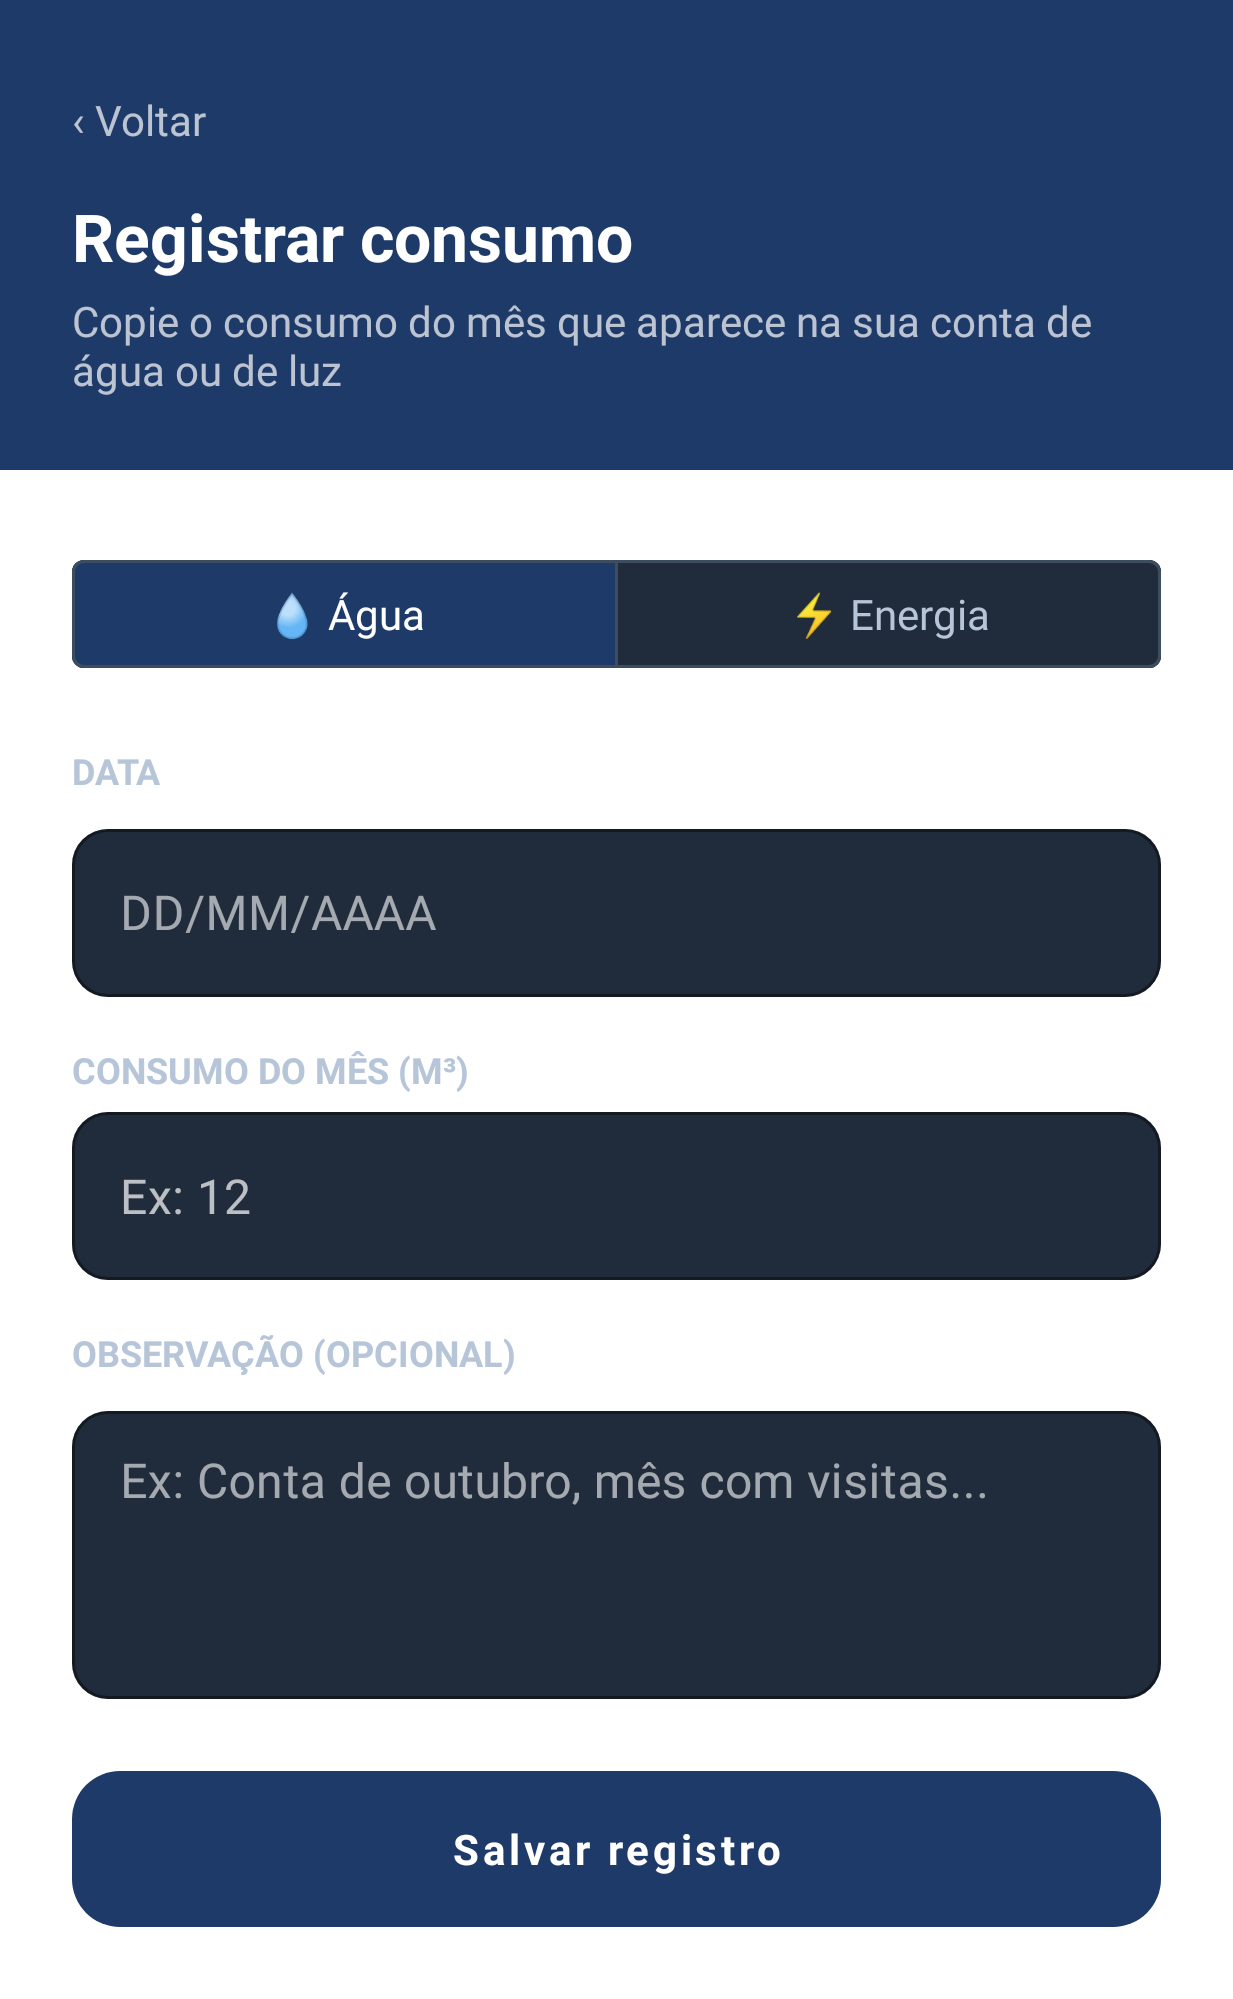 ‹ Voltar
Registrar consumo
Copie o consumo do mês que aparece na sua conta de
água ou de luz
💧 Água
⚡ Energia
DATA
DD/MM/AAAA
CONSUMO DO MÊS (M³)
Ex: 12
OBSERVAÇÃO (OPCIONAL)
Ex: Conta de outubro, mês com visitas...
Salvar registro